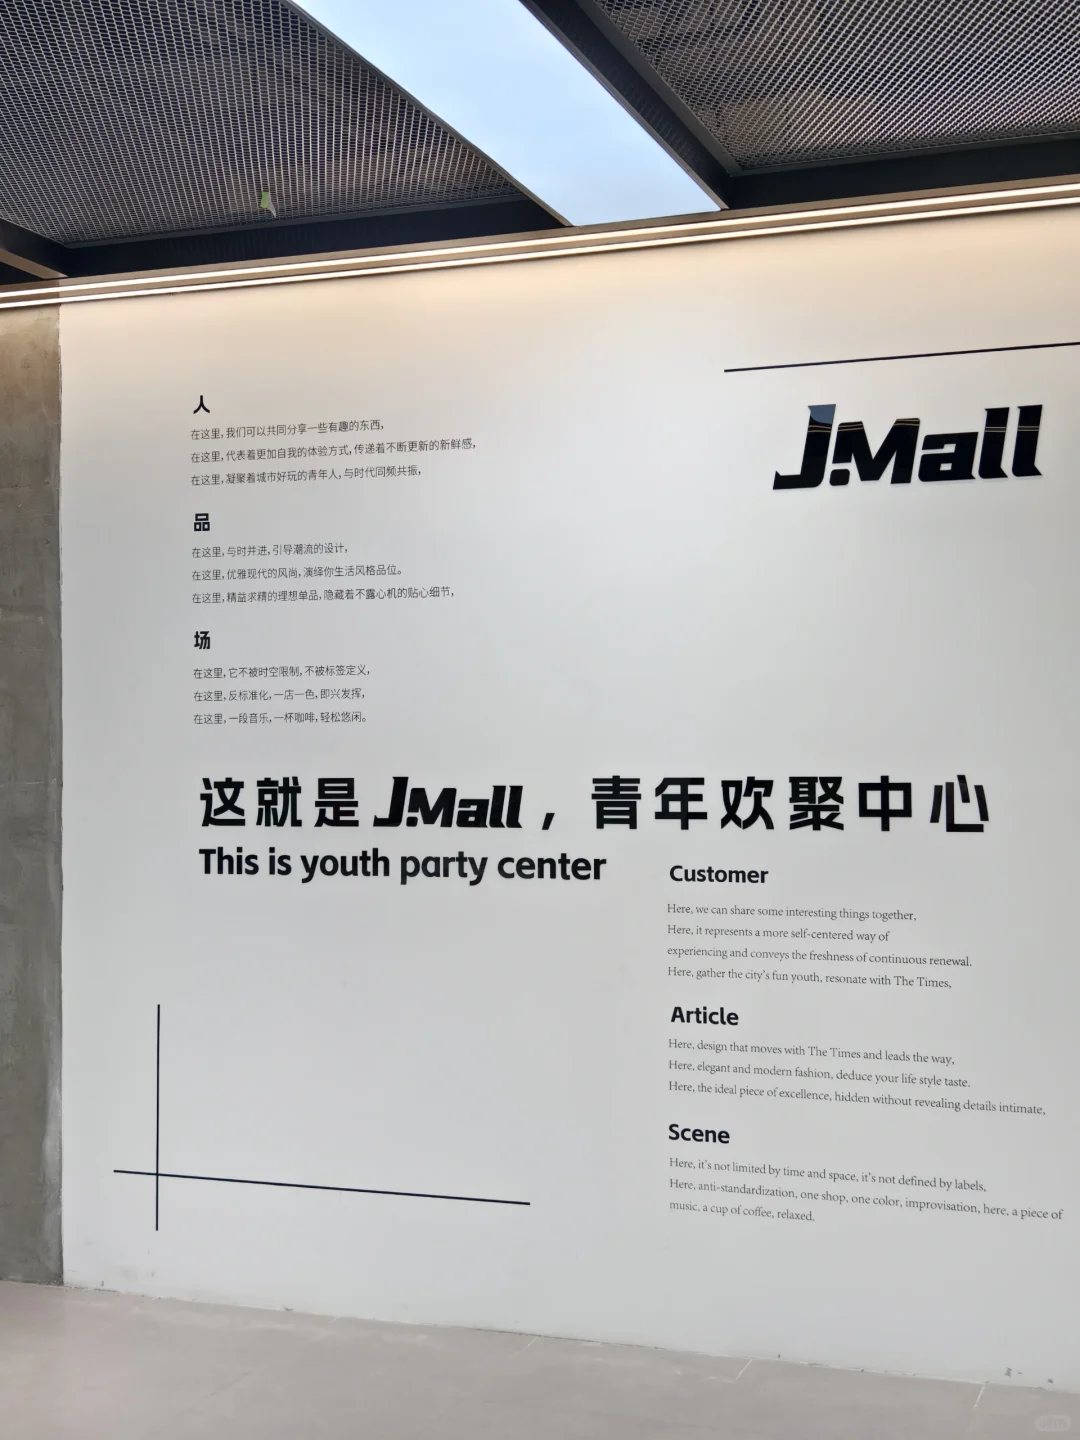 JMall
人
在这里,我们可以共同分享一些有趣的东西,
在这里,代表着更加自我的体验方式,传递着不断更新的新鲜感,
在这里,凝聚着城市好玩的青年人,与时代同频共振,
品
在这里,与时并进,引导潮流的设计,
在这里,优雅现代的风尚,演绎你生活风格品位。
在这里,精益求精的理想单品,隐藏着不露心机的贴心细节,
场
在这里,它不被时空限制,不被标签定义,
在这里,反标准化,一店一色,即兴发挥,
在这里,一段音乐,一杯咖啡,轻松悠闲。
这就是JMall，青年欢聚中心
This is youth party center
Customer
Here, we can share some interesting things together,
Here, it represents a more self-centered way of
experiencing and conveys the freshness of continuous renewal.
Here, gather the city's fun youth, resonate with The Times,
Article
Here, design that moves with The Times and leads the way,
Here, elegant and modern fashion, deduce your life style taste.
Here, the ideal piece of excellence, hidden without revealing details intimate,
Scene
Here, it's not limited by time and space, it's not defined by labels,
Here, anti-standardization, one shop, one color, improvisation, here, a piece of
music, a cup of coffee, relaxed.